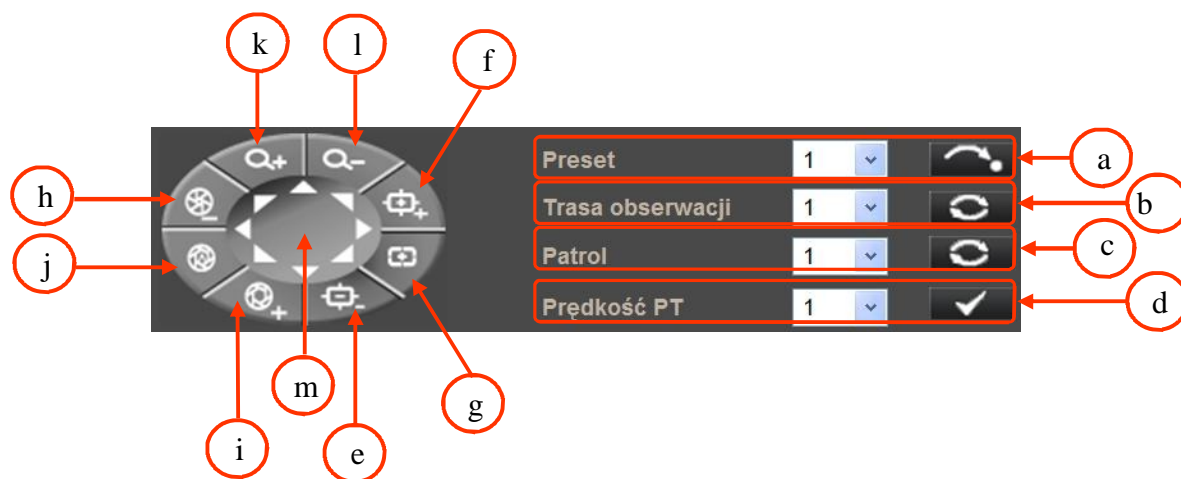 k l f
h
j
i m e g
Preset 1 a
Trasa obserwacji 1 b
Patrol 1 c
Prędkość PT 1 d